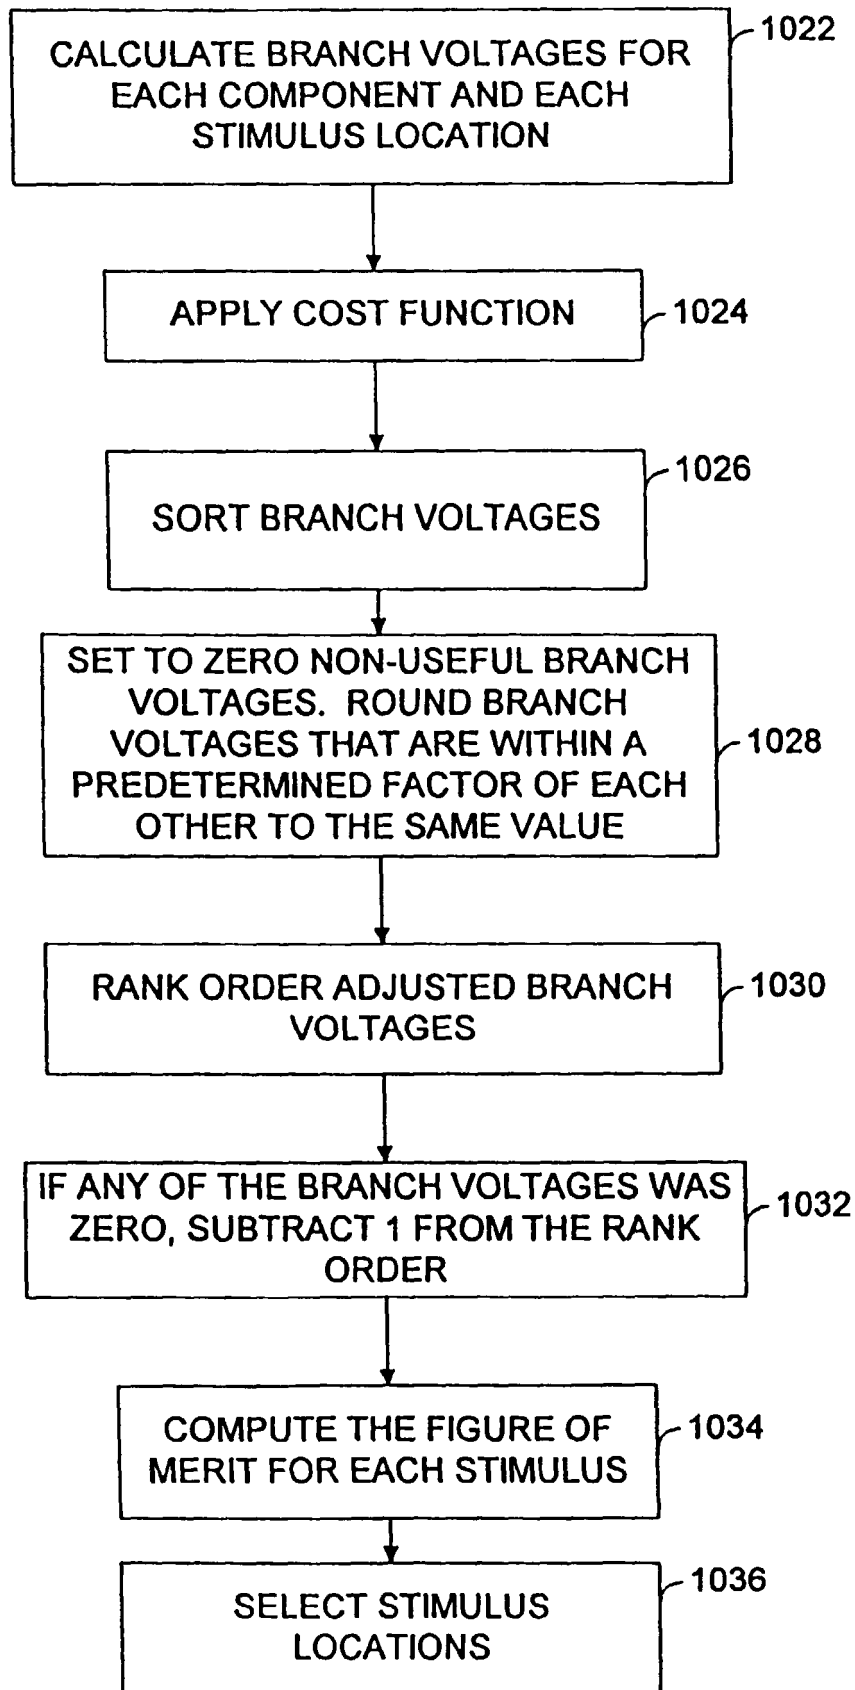 CALCULATE BRANCH VOLTAGES FOR
EACH COMPONENT AND EACH
STIMULUS LOCATION
1022
APPLY COST FUNCTION
1024
SORT BRANCH VOLTAGES
1026
SET TO ZERO NON-USEFUL BRANCH
VOLTAGES. ROUND BRANCH
VOLTAGES THAT ARE WITHIN A
PREDETERMINED FACTOR OF EACH
OTHER TO THE SAME VALUE
1028
RANK ORDER ADJUSTED BRANCH
VOLTAGES
1030
IF ANY OF THE BRANCH VOLTAGES WAS
ZERO, SUBTRACT 1 FROM THE RANK
ORDER
1032
COMPUTE THE FIGURE OF
MERIT FOR EACH STIMULUS
1034
SELECT STIMULUS
LOCATIONS
1036